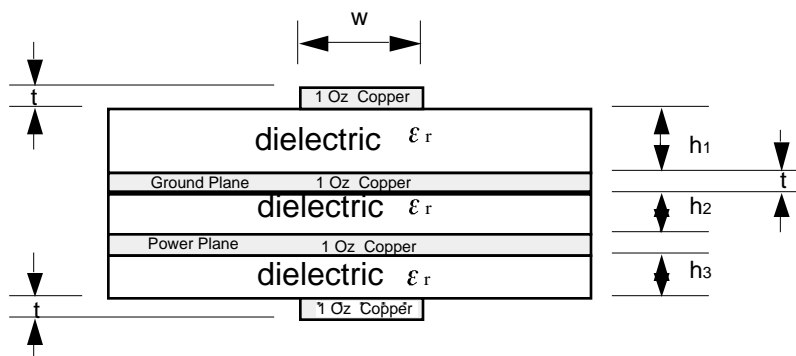 w
t
1 Oz Copper
dielectric εr
h1
Ground Plane 1 Oz Copper
t
dielectric εr
h2
Power Plane 1 Oz Copper
dielectric εr
h3
t
1 Oz Copper